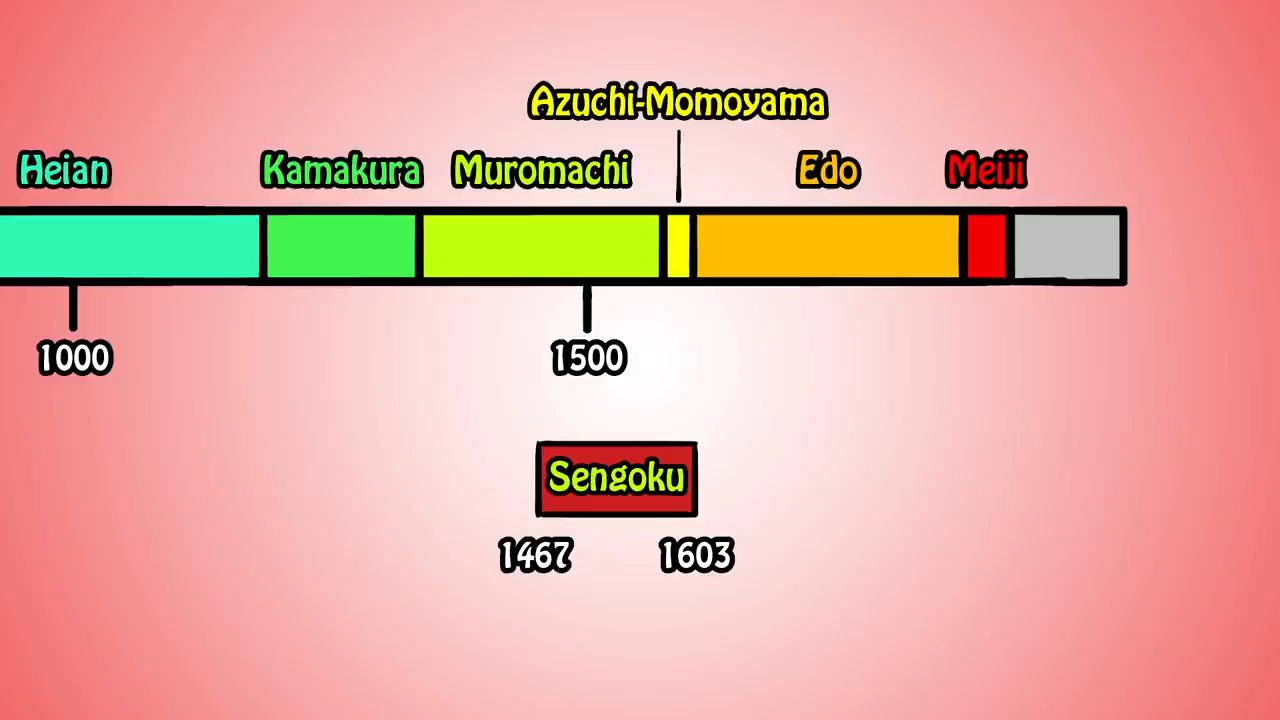 Azuchi-Momoyama
Heian Kamakura Muromachi Edo Meiji
1000 1500
Sengoku
1467 1603